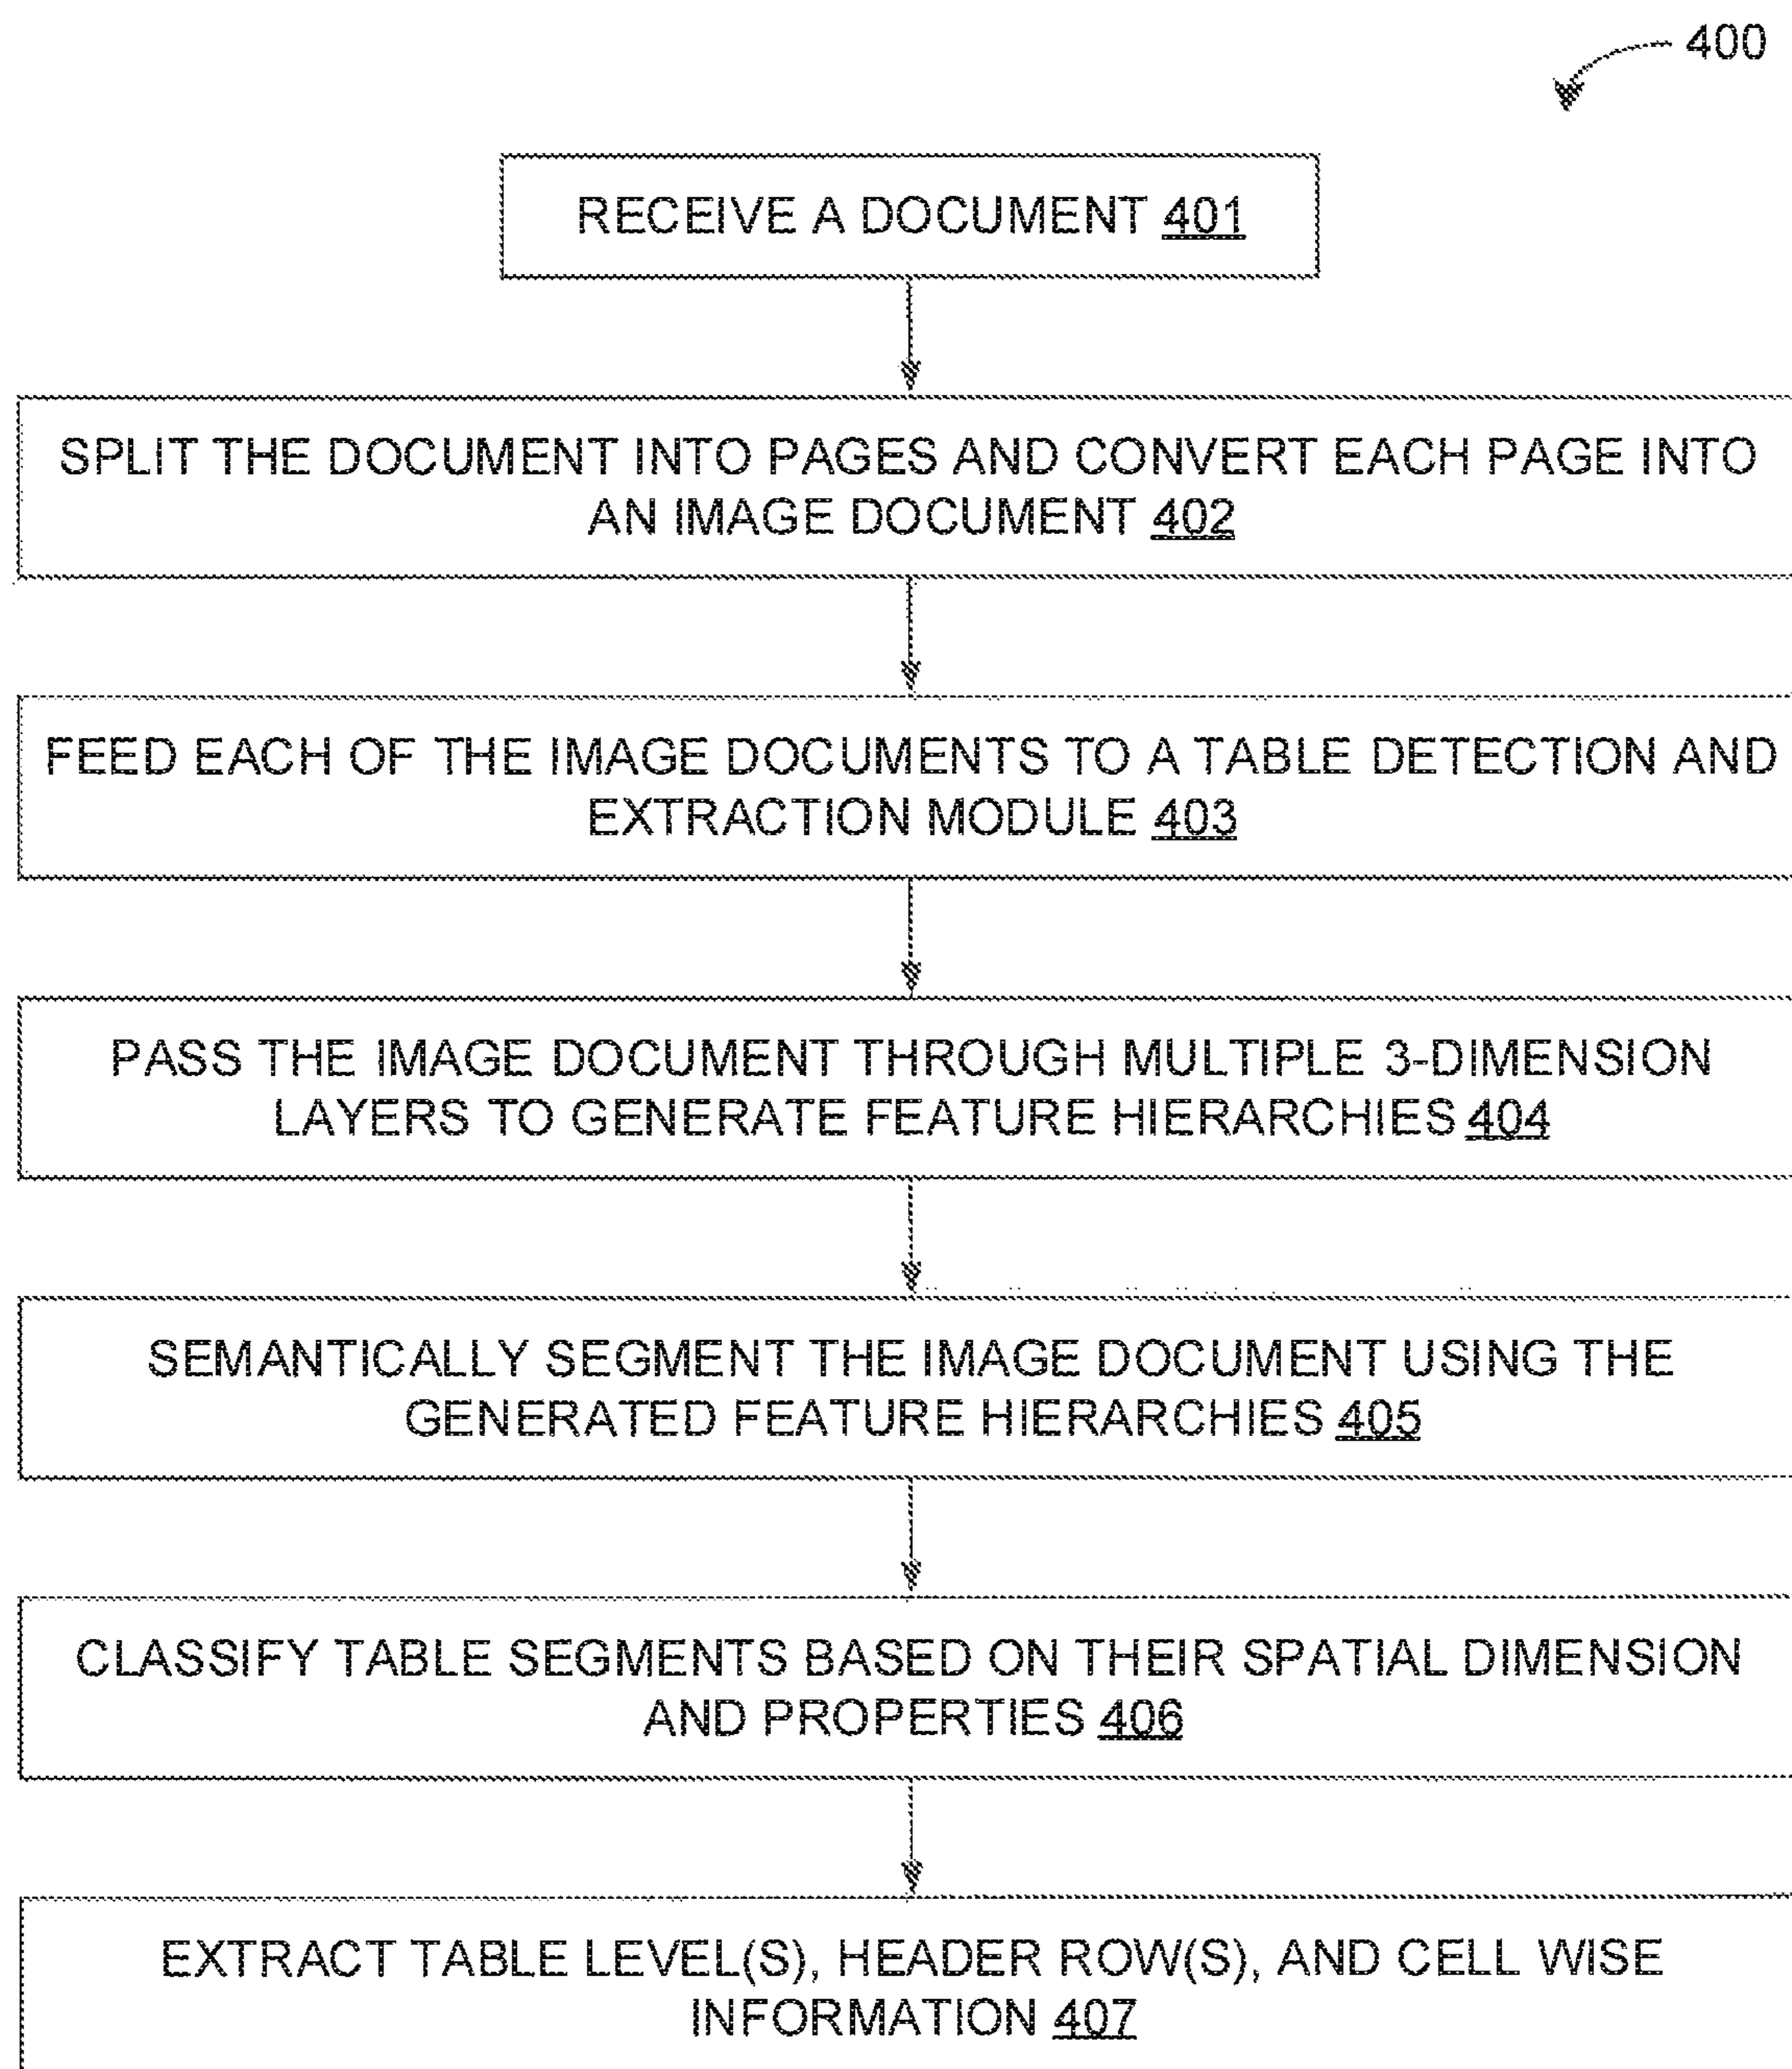 400
RECEIVE A DOCUMENT 401
SPLIT THE DOCUMENT INTO PAGES AND CONVERT EACH PAGE INTO
AN IMAGE DOCUMENT 402
FEED EACH OF THE IMAGE DOCUMENTS TO A TABLE DETECTION AND
EXTRACTION MODULE 403
PASS THE IMAGE DOCUMENT THROUGH MULTIPLE 3-DIMENSION
LAYERS TO GENERATE FEATURE HIERARCHIES 404
SEMANTICALLY SEGMENT THE IMAGE DOCUMENT USING THE
GENERATED FEATURE HIERARCHIES 405
CLASSIFY TABLE SEGMENTS BASED ON THEIR SPATIAL DIMENSION
AND PROPERTIES 406
EXTRACT TABLE LEVEL(S), HEADER ROW(S), AND CELL WISE
INFORMATION 407